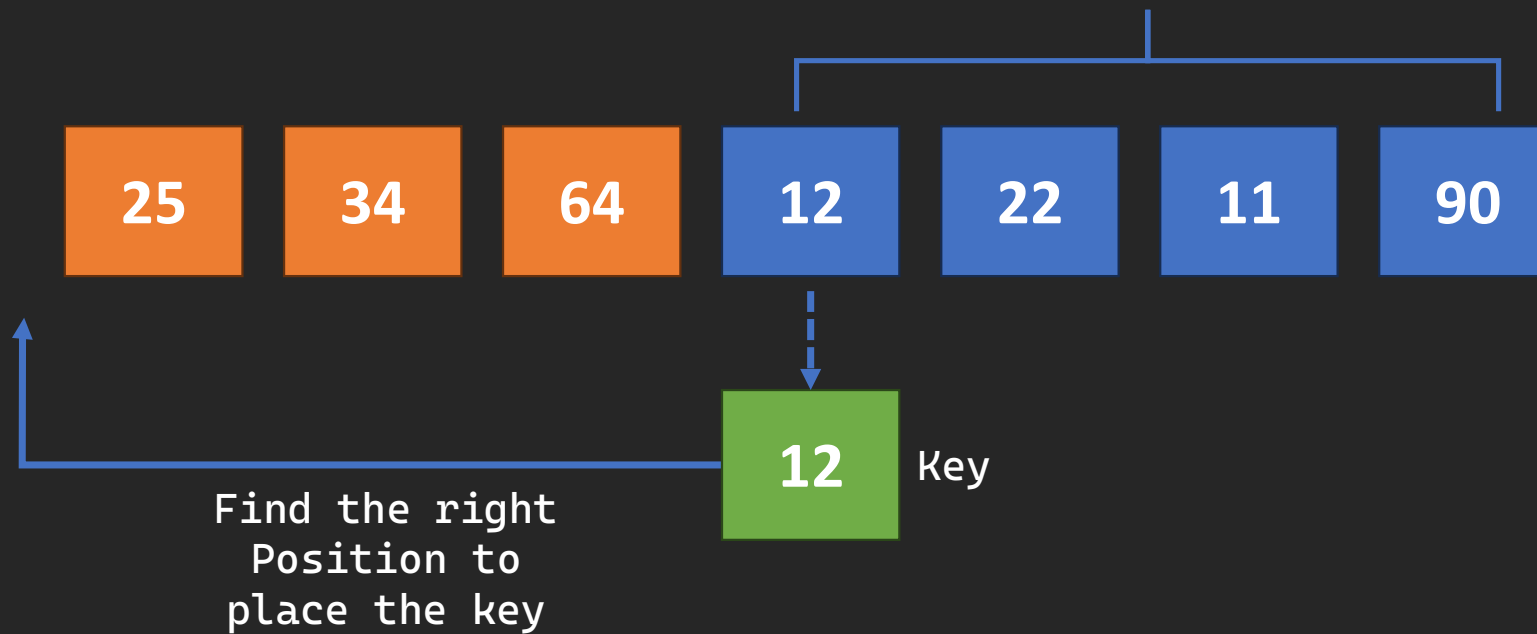 25 34 64 12 22 11 90
12 Key
Find the right
Position to
place the key